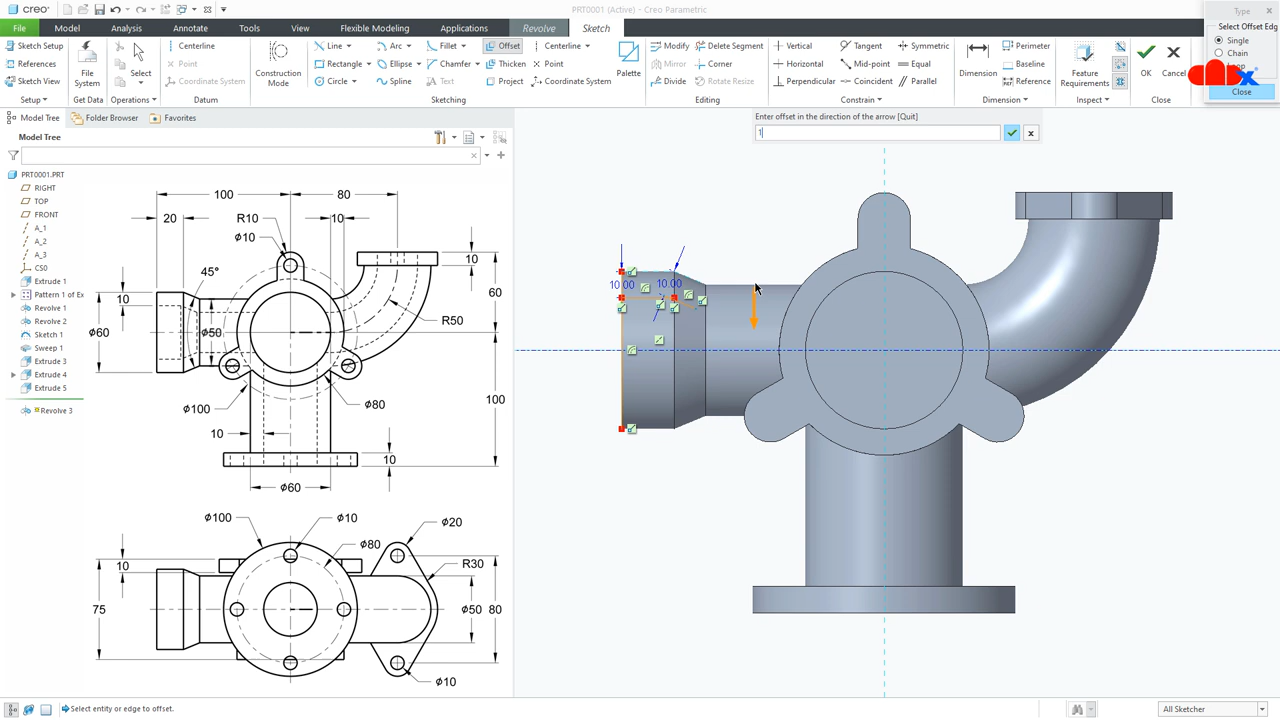 creo
PRT0001 (Active) - Creo Parametric
File Model Analysis Annotate Tools View Flexible Modeling Applications Revolve Sketch
Sketch Setup
References
Sketch View
Setup
File System
Get Data
Select
Operations
Centerline
Point
Coordinate System
Datum
Construction Mode
Line Arc Fillet Offset Centerline
Rectangle Ellipse Chamfer Thicken Point
Circle Spline Text Project Coordinate System
Sketching
Palette
Modify Delete Segment
Mirror Corner
Divide Rotate Resize
Editing
Vertical Tangent Symmetric
Horizontal Mid-point Equal
Perpendicular Coincident Parallel
Constrain
Dimension
Perimeter
Baseline
Reference
Dimension
Feature Requirements
Inspect
OK Cancel
Close
Type
Select Offset Edg
Single
Chain
Close
Model Tree Folder Browser Favorites
Model Tree
PRT0001.PRT
RIGHT
TOP
FRONT
A_1
A_2
A_3
CS0
Extrude 1
Pattern 1 of Ex
Revolve 1
Revolve 2
Sketch 1
Sweep 1
Extrude 3
Extrude 4
Extrude 5
Revolve 3
Enter offset in the direction of the arrow [Quit]
1
10.00 10.00
100 80
20 R10 10
ϕ10
10
45°
10
60
ϕ60 ϕ50 R50
100
ϕ100 ϕ80
10 10
ϕ60
ϕ100 ϕ10 ϕ20
ϕ80
10 R30
75 ϕ50 80
ϕ10
Select entity or edge to offset.
All Sketcher